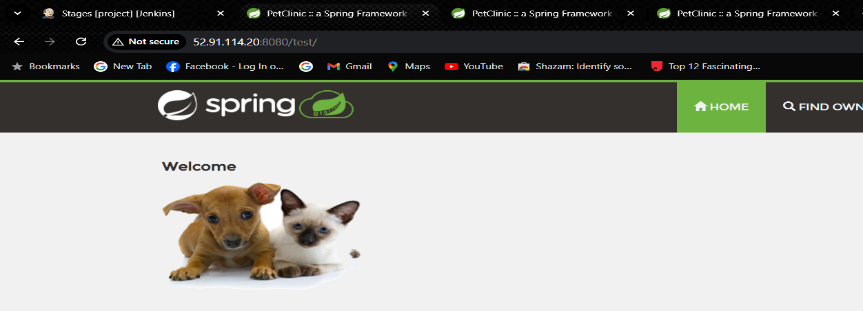 Stages [project] [Jenkins] PetClinic :: a Spring Framework PetClinic :: a Spring Framework PetClinic :: a Spring Framework
Not secure 52.91.114.20:8080/test/
Bookmarks New Tab Facebook - Log In o... Gmail Maps YouTube Shazam: Identify so... Top 12 Fascinating...
spring HOME FIND OWN
Welcome